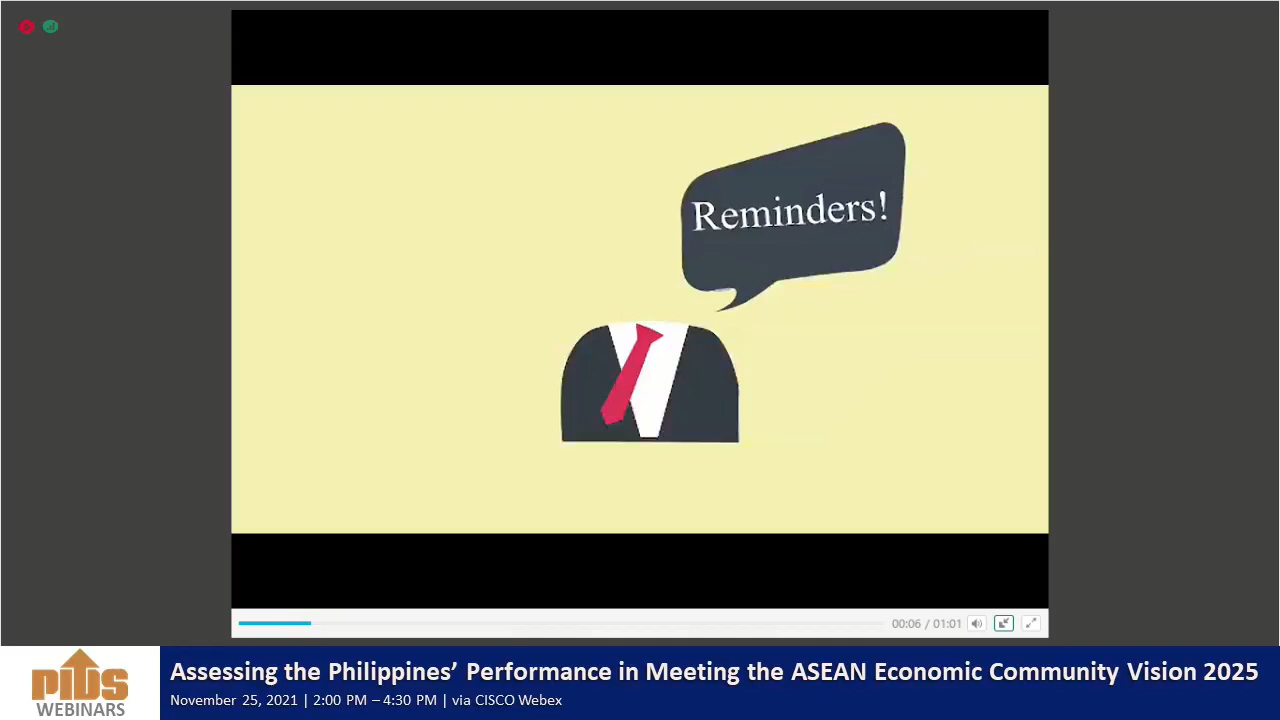 Reminders!
00:06 / 01:01
PIDS
WEBINARS
Assessing the Philippines’ Performance in Meeting the ASEAN Economic Community Vision 2025
November 25, 2021 | 2:00 PM – 4:30 PM | via CISCO Webex